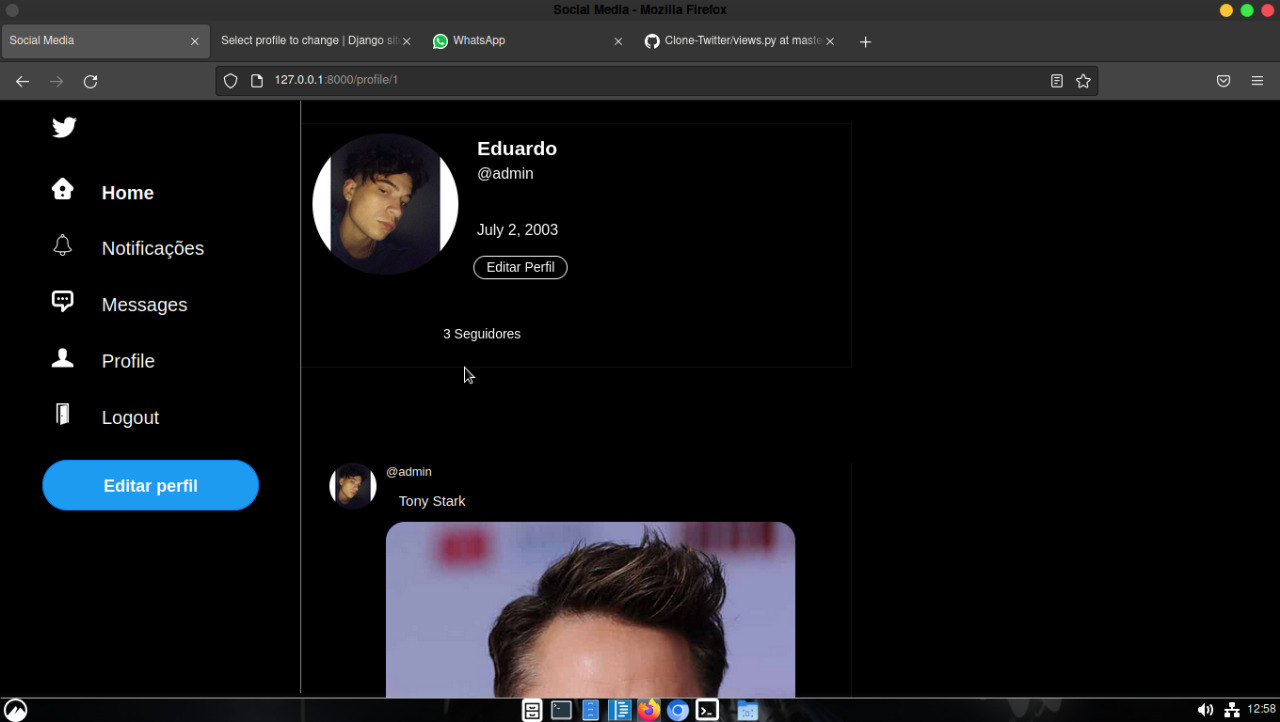 Social Media - Mozilla Firefox
Social Media
Select profile to change | Django sit
WhatsApp
Clone-Twitter/views.py at maste
127.0.0.1:8000/profile/1
Home
Notificações
Messages
Profile
Logout
Editar perfil
Eduardo
@admin
July 2, 2003
Editar Perfil
3 Seguidores
@admin
Tony Stark
12:58